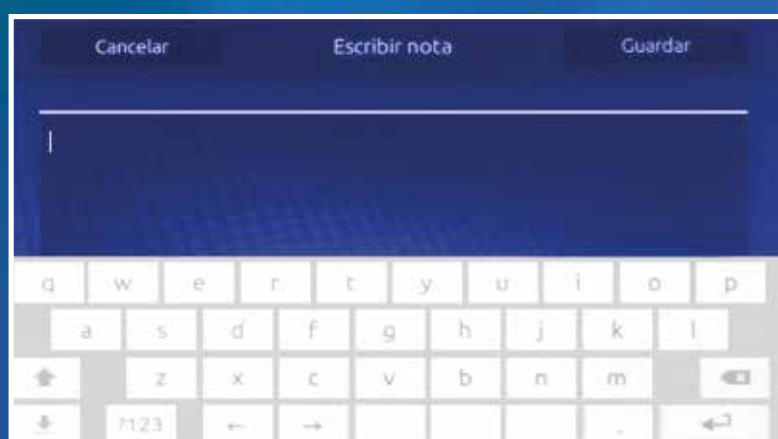 Cancelar Escribir nota Guardar
q w e r t y u i o p
a s d f g h j k l
z x c v b n m
?123 ← → .